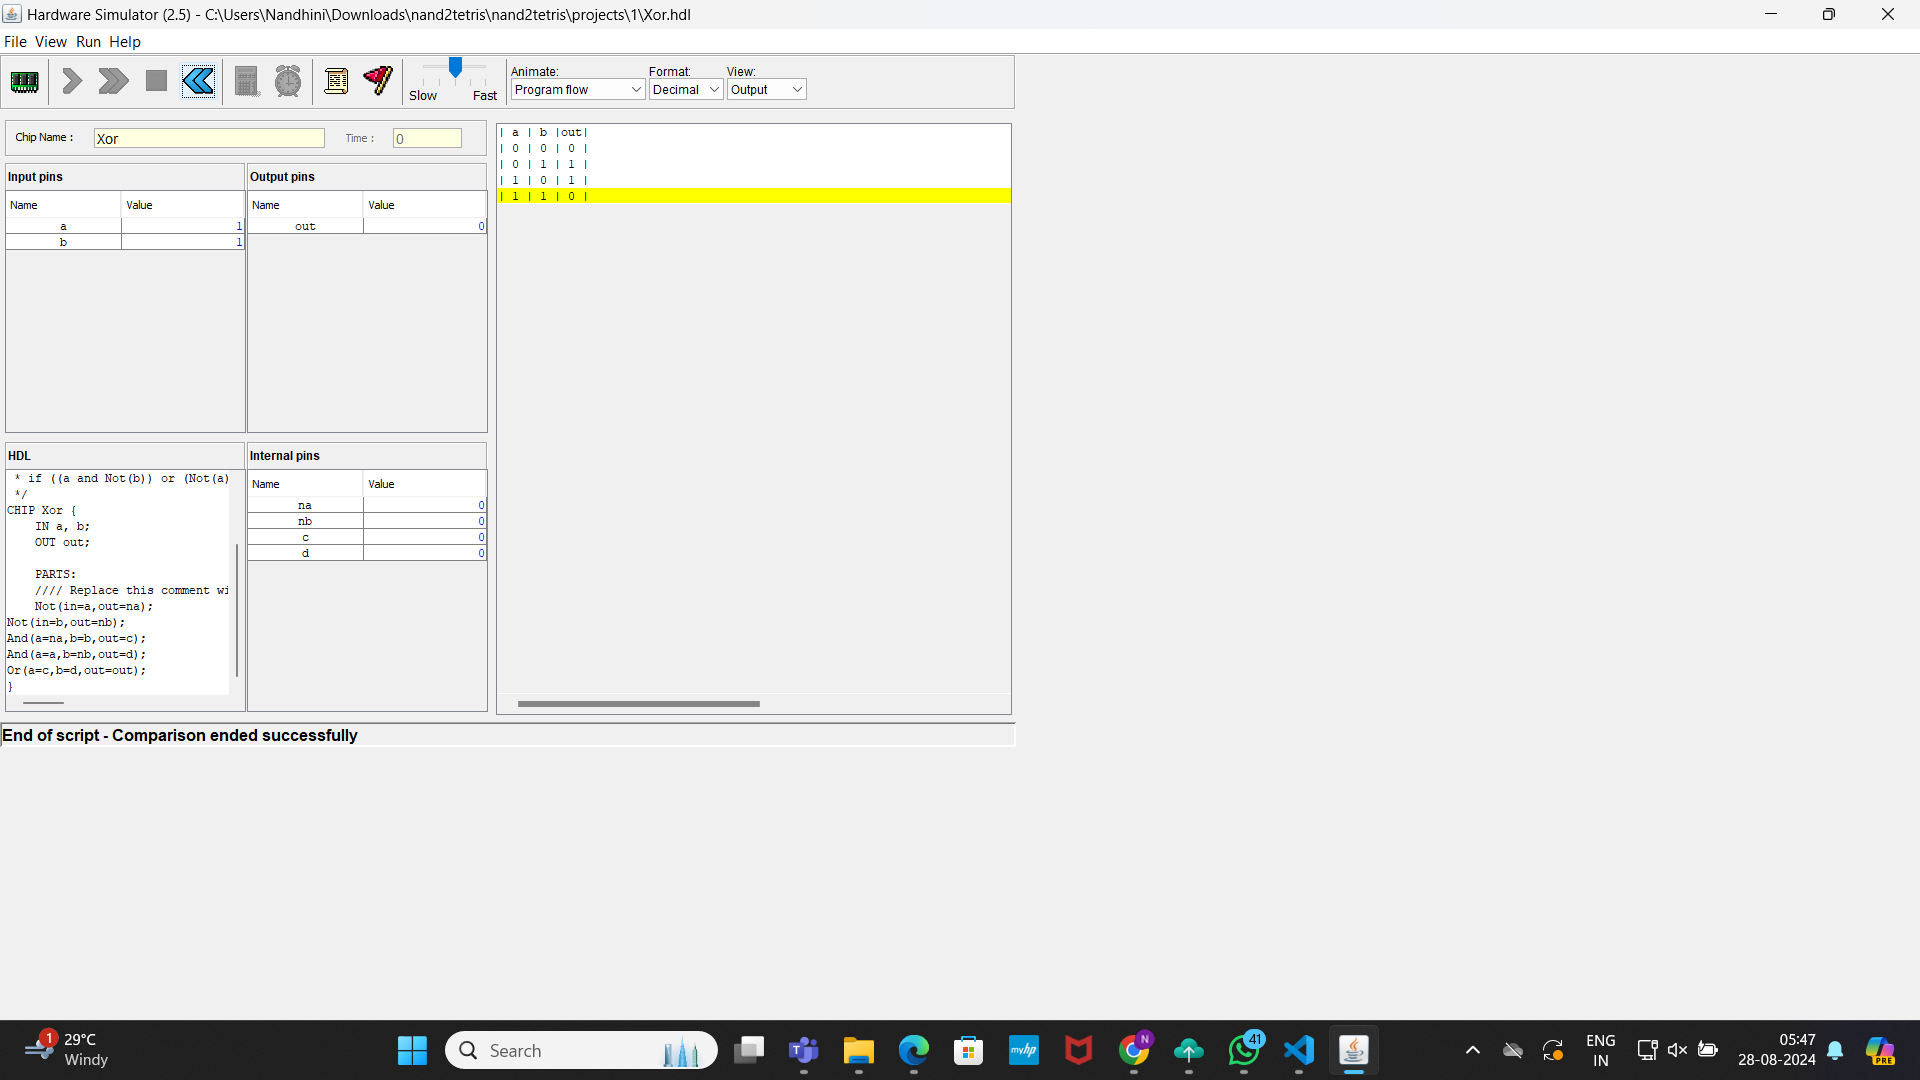 Hardware Simulator (2.5) - C:\Users\Nandhini\Downloads\nand2tetris\nand2tetris\projects\1\Xor.hdl
File View Run Help
Slow Fast
Animate: Format: View:
Program flow Decimal Output
Chip Name : Xor Time : 0
Input pins
Name Value
a 1
b 1
Output pins
Name Value
out 0
| a | b |out|
| 0 | 0 | 0 |
| 0 | 1 | 1 |
| 1 | 0 | 1 |
| 1 | 1 | 0 |
HDL
* if ((a and Not(b)) or (Not(a)
*/
CHIP Xor {
IN a, b;
OUT out;
PARTS:
//// Replace this comment wi
Not(in=a,out=na);
Not(in=b,out=nb);
And(a=na,b=b,out=c);
And(a=a,b=nb,out=d);
Or(a=c,b=d,out=out);
}
Internal pins
Name Value
na 0
nb 0
c 0
d 0
End of script - Comparison ended successfully
1
29°C
Windy
Search
myhp
N
41
ENG
IN
05:47
28-08-2024
PRE